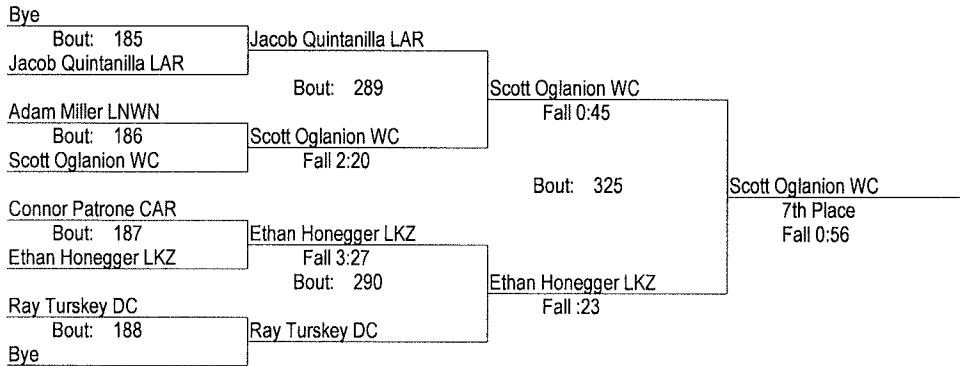 Bye
Bout: 185
Jacob Quintanilla LAR
Jacob Quintanilla LAR
Bout: 289
Adam Miller LNWN
Bout: 186
Scott Oglanion WC
Scott Oglanion WC
Fall 2:20
Scott Oglanion WC
Fall 0:45
Bout: 325
Scott Oglanion WC
7th Place
Fall 0:56
Connor Patrone CAR
Bout: 187
Ethan Honegger LKZ
Ethan Honegger LKZ
Fall 3:27
Bout: 290
Ethan Honegger LKZ
Fall :23
Ray Turskey DC
Bout: 188
Bye
Ray Turskey DC